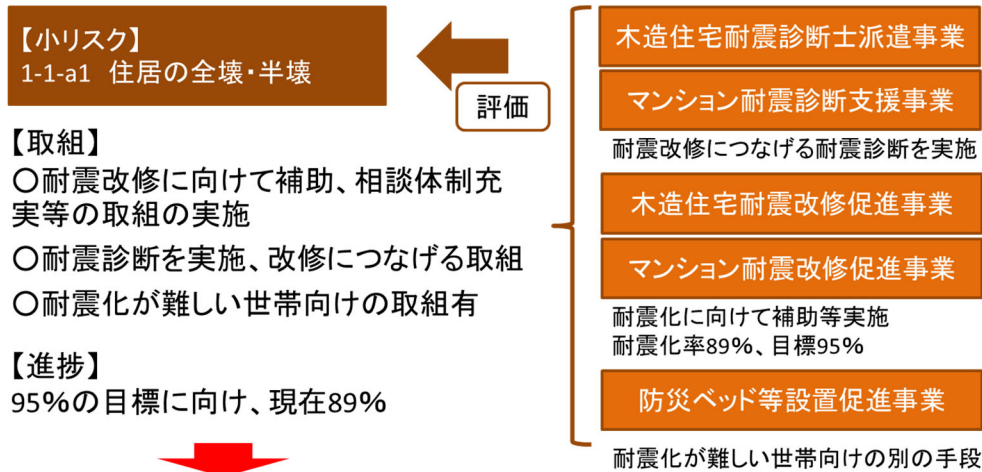 【小リスク】
1-1-a1 住居の全壊・半壊
評価
【取組】
〇耐震改修に向けて補助、相談体制充
実等の取組の実施
〇耐震診断を実施、改修につなげる取組
〇耐震化が難しい世帯向けの取組有
【進捗】
95%の目標に向け、現在89%
木造住宅耐震診断士派遣事業
マンション耐震診断支援事業
耐震改修につなげる耐震診断を実施
木造住宅耐震改修促進事業
マンション耐震改修促進事業
耐震化に向けて補助等実施
耐震化率89%、目標95%
防災ベッド等設置促進事業
耐震化が難しい世帯向けの別の手段